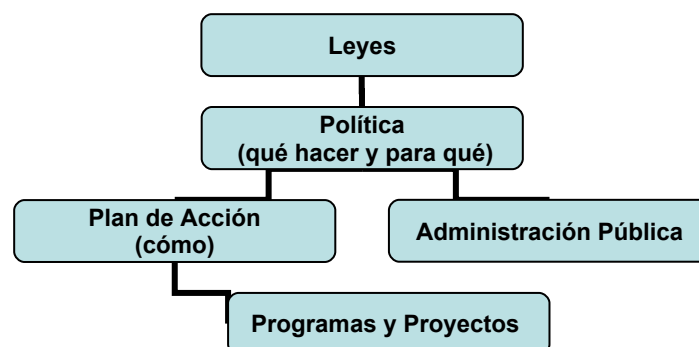 Leyes
Política
(qué hacer y para qué)
Plan de Acción
(cómo)
Administración Pública
Programas y Proyectos